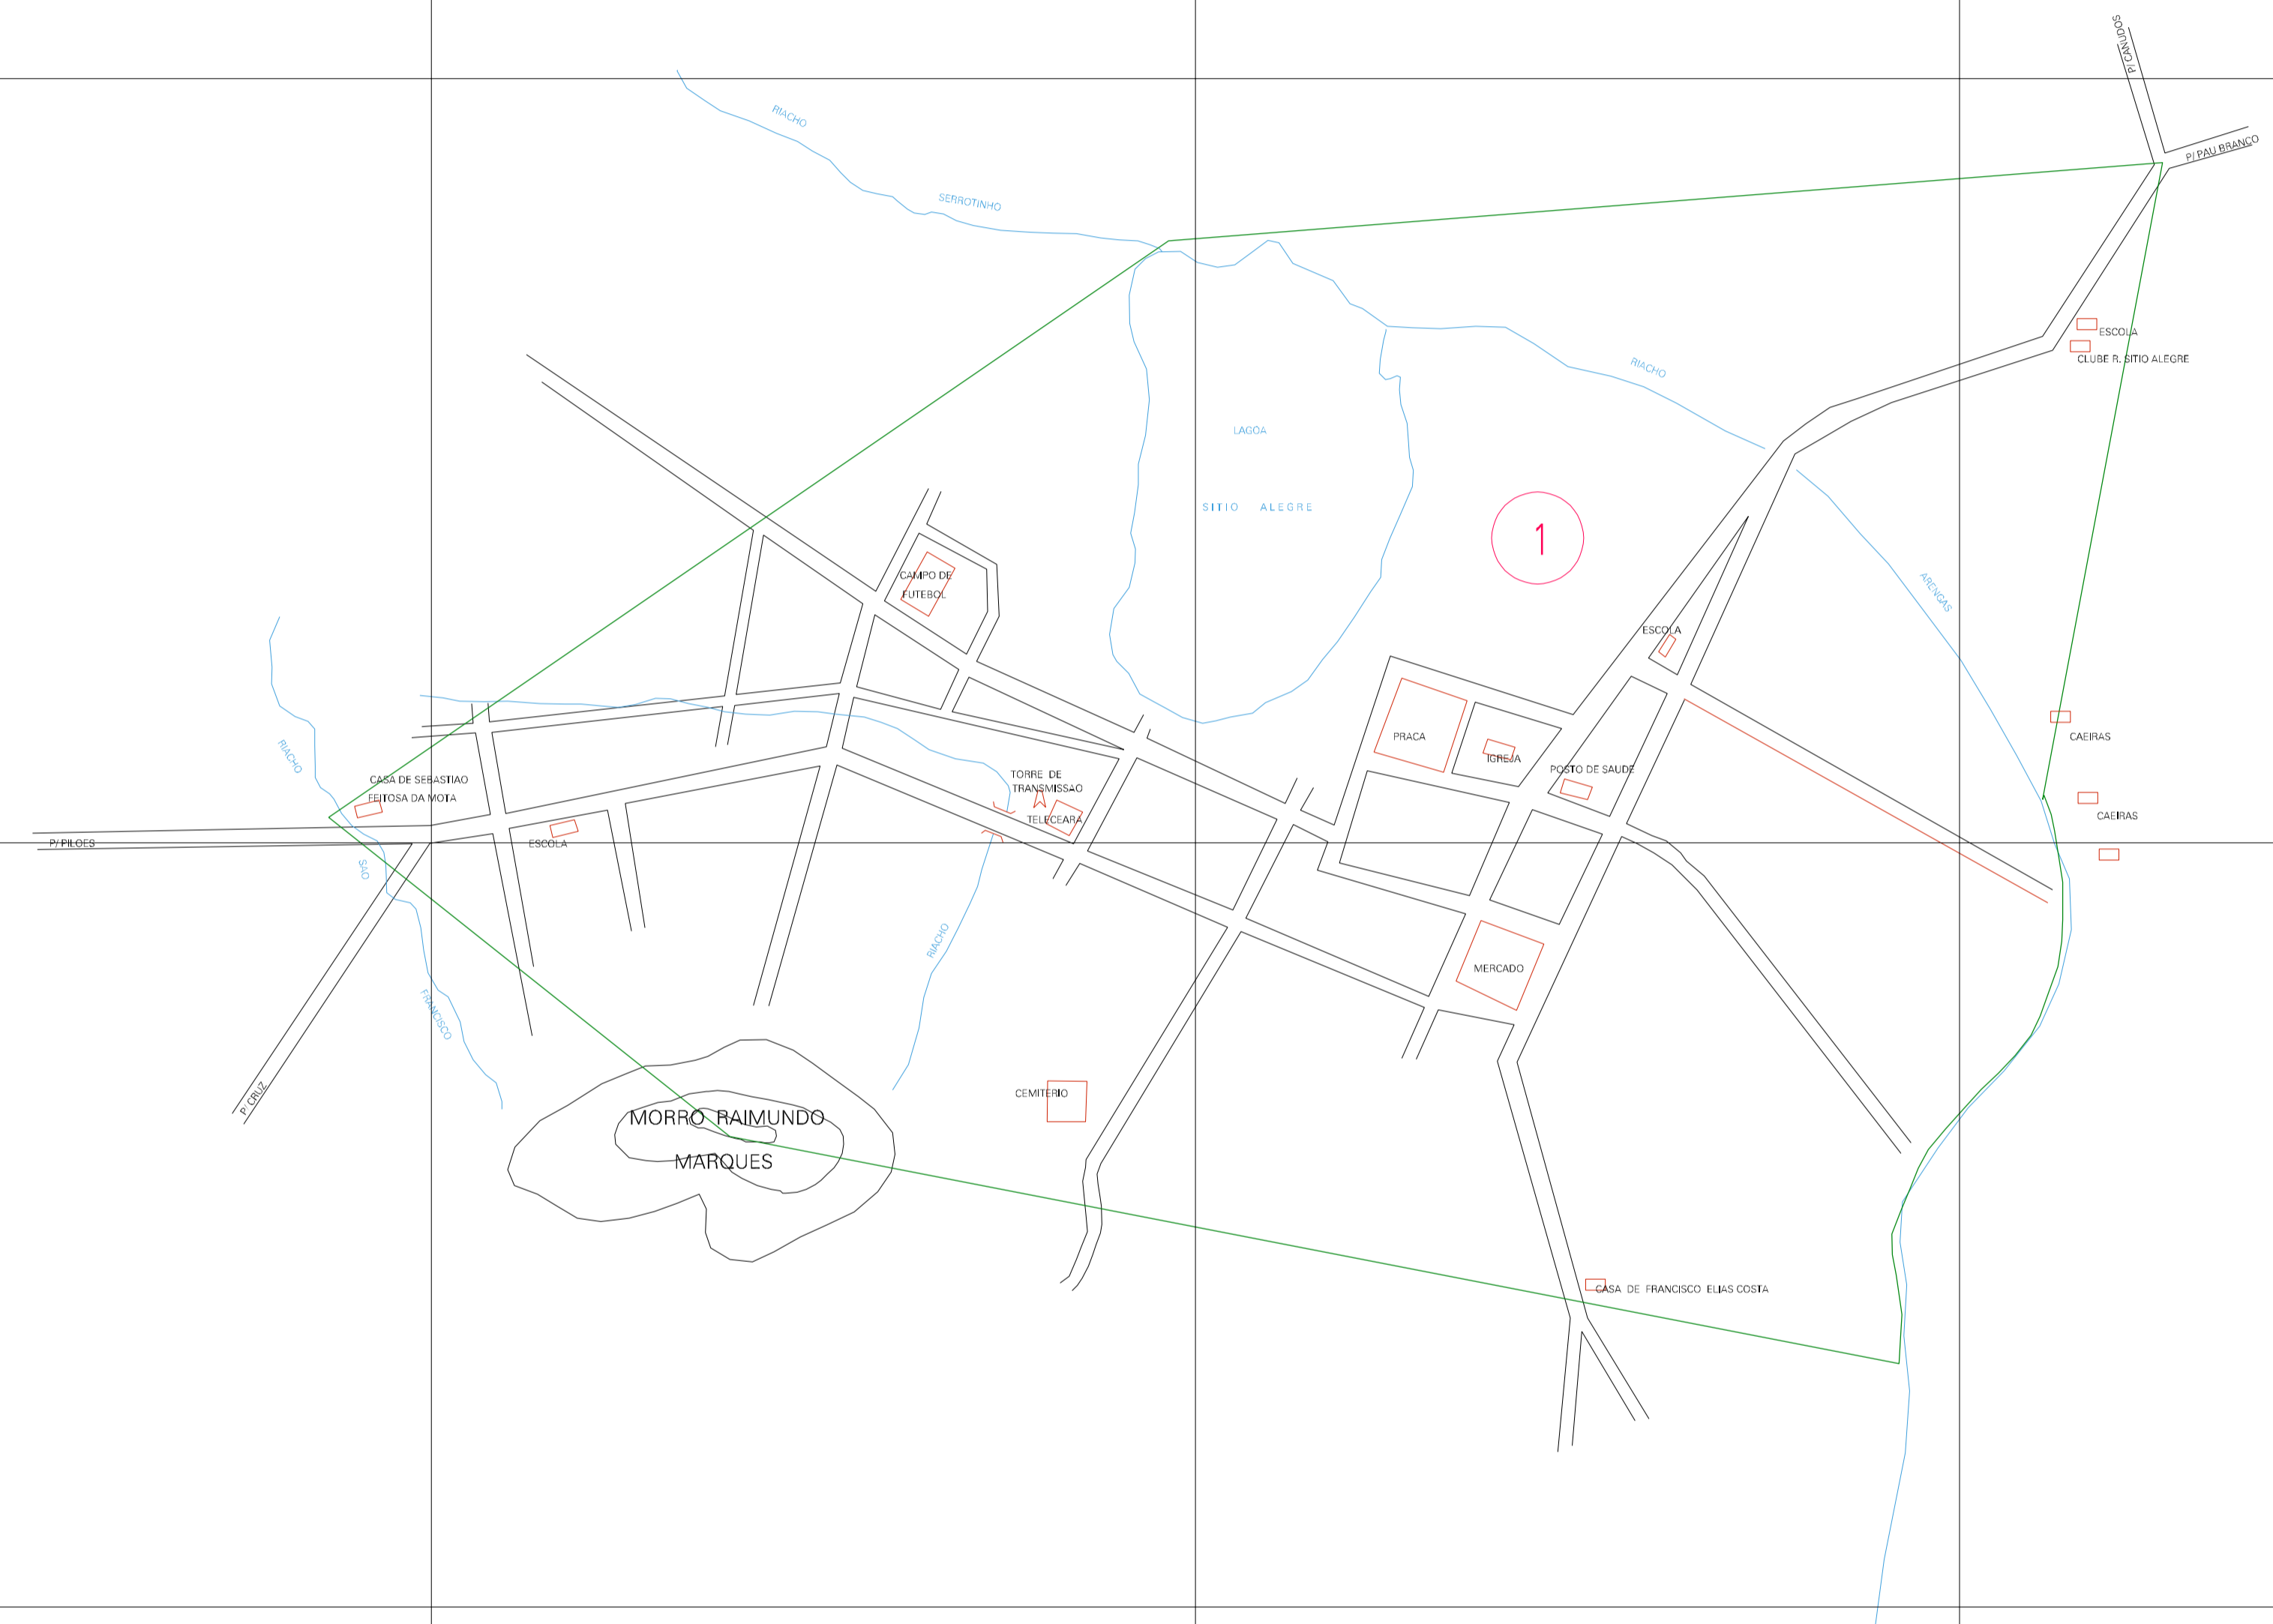 P/ CANUDOS
P/ PAU BRANCO
RIACHO
SERROTINHO
ESCOLA
CLUBE R. SITIO ALEGRE
RIACHO
LAGOA
SITIO ALEGRE
1
CAMPO DE
FUTEBOL
ARENGAS
ESCOLA
PRACA
IGREJA
POSTO DE SAUDE
CAEIRAS
CAEIRAS
RIACHO
CASA DE SEBASTIAO
FEITOSA DA MOTA
TORRE DE
TRANSMISSAO
TELECEARA
P/ PILOES
ESCOLA
SAO
RIACHO
MERCADO
FRANCISCO
P/ CRUZ
CEMITERIO
MORRO RAIMUNDO
MARQUES
CASA DE FRANCISCO ELIAS COSTA